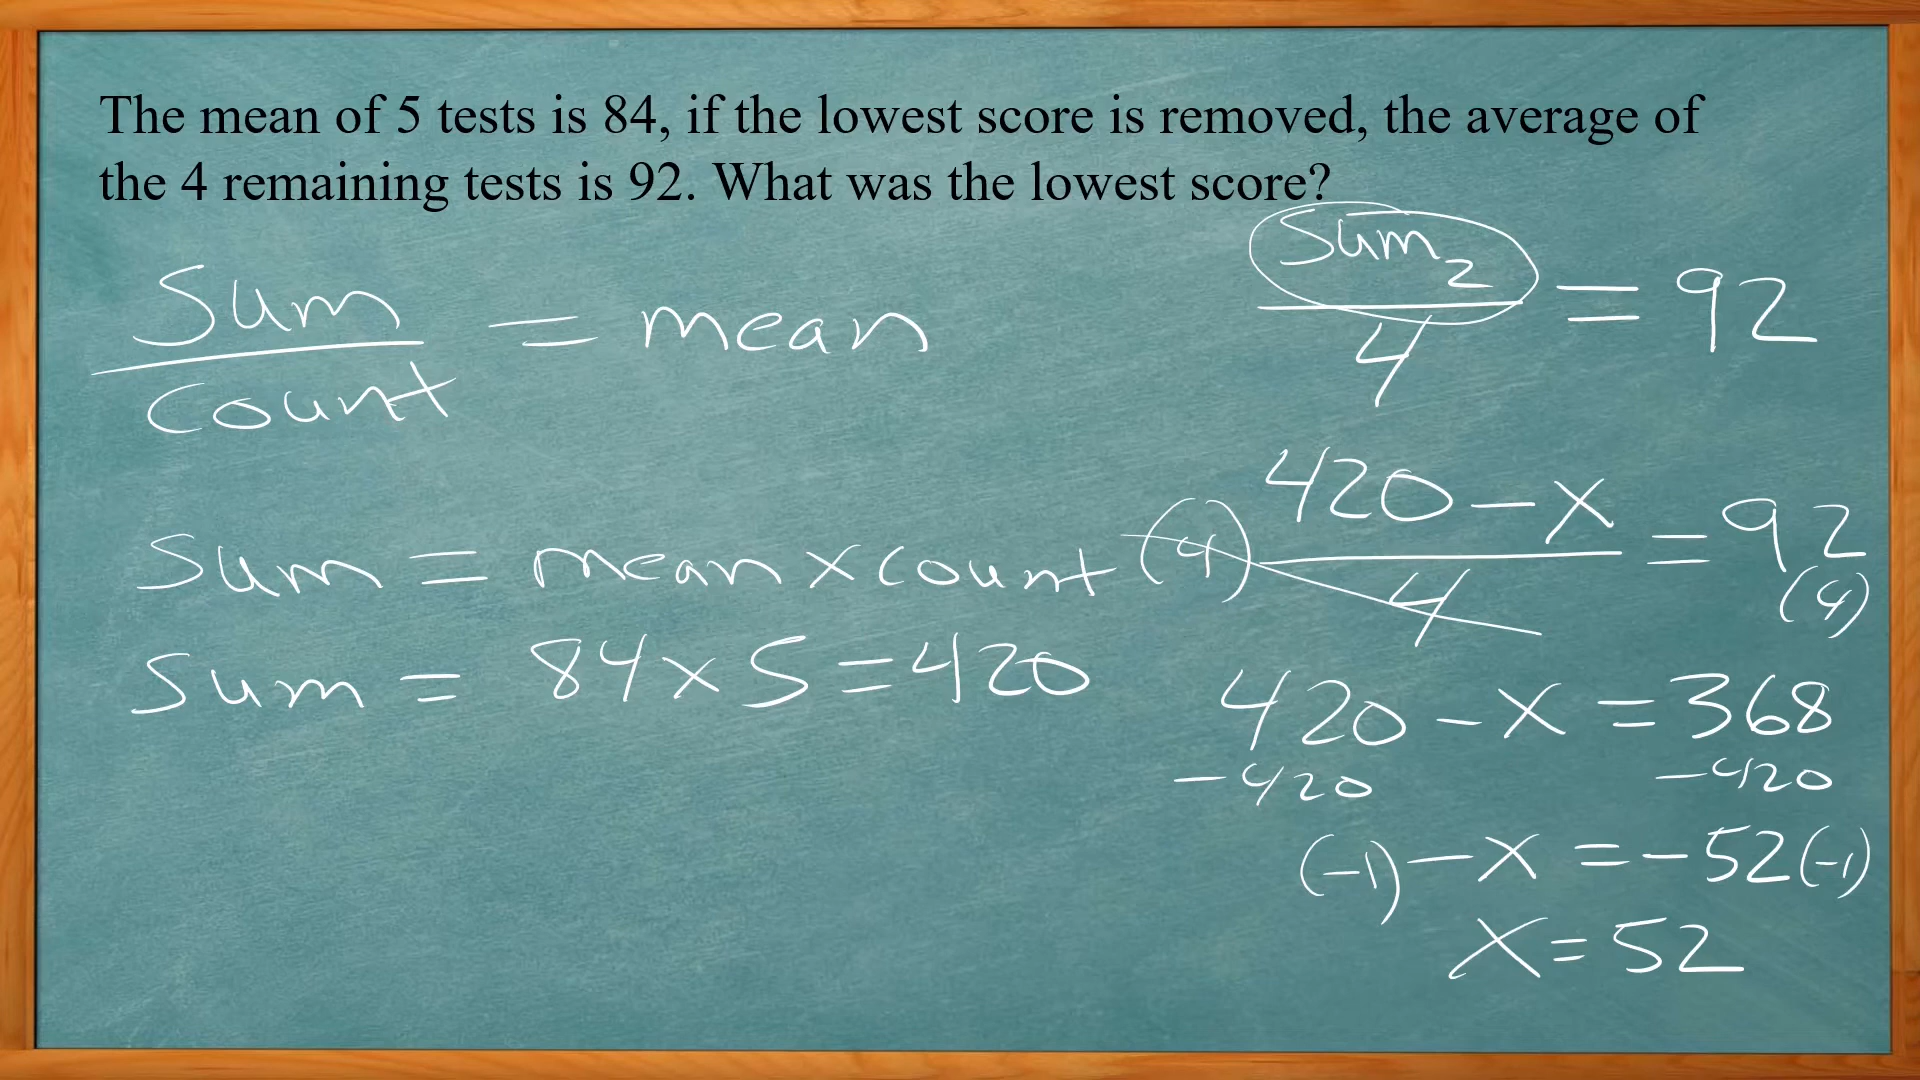 The mean of 5 tests is 84, if the lowest score is removed, the average of
the 4 remaining tests is 92. What was the lowest score?
Sum
count
= mean
sum = mean x count
sum = 84 x 5 = 420
sum2
4
= 92
(4) 420 - x
4
= 92 (4)
420 - x = 368
-420 -420
(-1) - x = -52 (-1)
x = 52